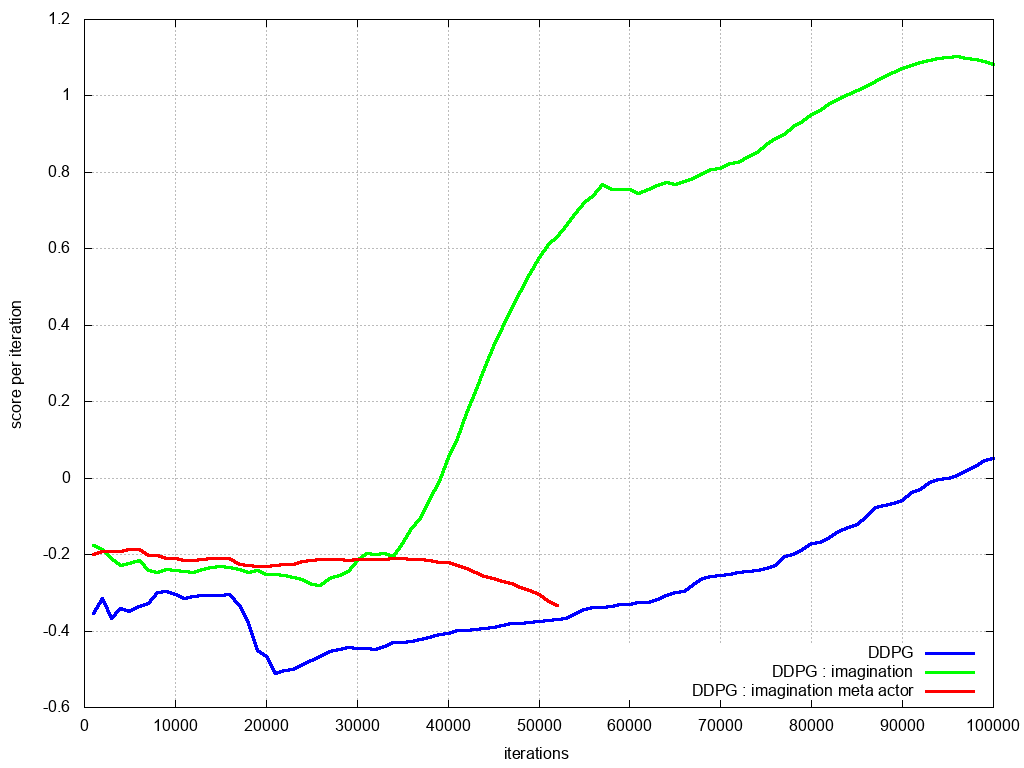 1.2
1
0.8
0.6
0.4
0.2
0
-0.2
-0.4
-0.6
score per iteration
0 10000 20000 30000 40000 50000 60000 70000 80000 90000 100000
iterations
DDPG
DDPG : imagination
DDPG : imagination meta actor